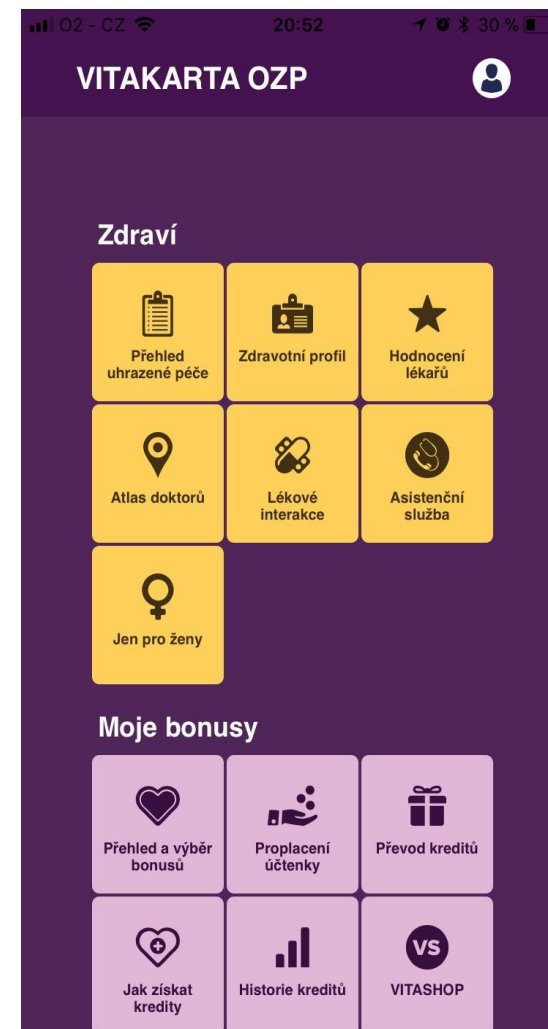 O2 - CZ 20:52 30 %
VITAKARTA OZP
Zdraví
Přehled
uhrazené péče
Zdravotní profil
Hodnocení
lékařů
Atlas doktorů
Lékové
interakce
Asistenční
služba
Jen pro ženy
Moje bonusy
Přehled a výběr
bonusů
Proplacení
účtenky
Převod kreditů
Jak získat
kredity
Historie kreditů
VS
VITASHOP